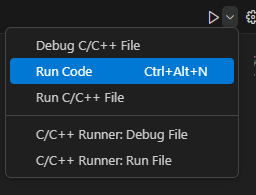 Debug C/C++ File
Run Code Ctrl+Alt+N
Run C/C++ File
C/C++ Runner: Debug File
C/C++ Runner: Run File